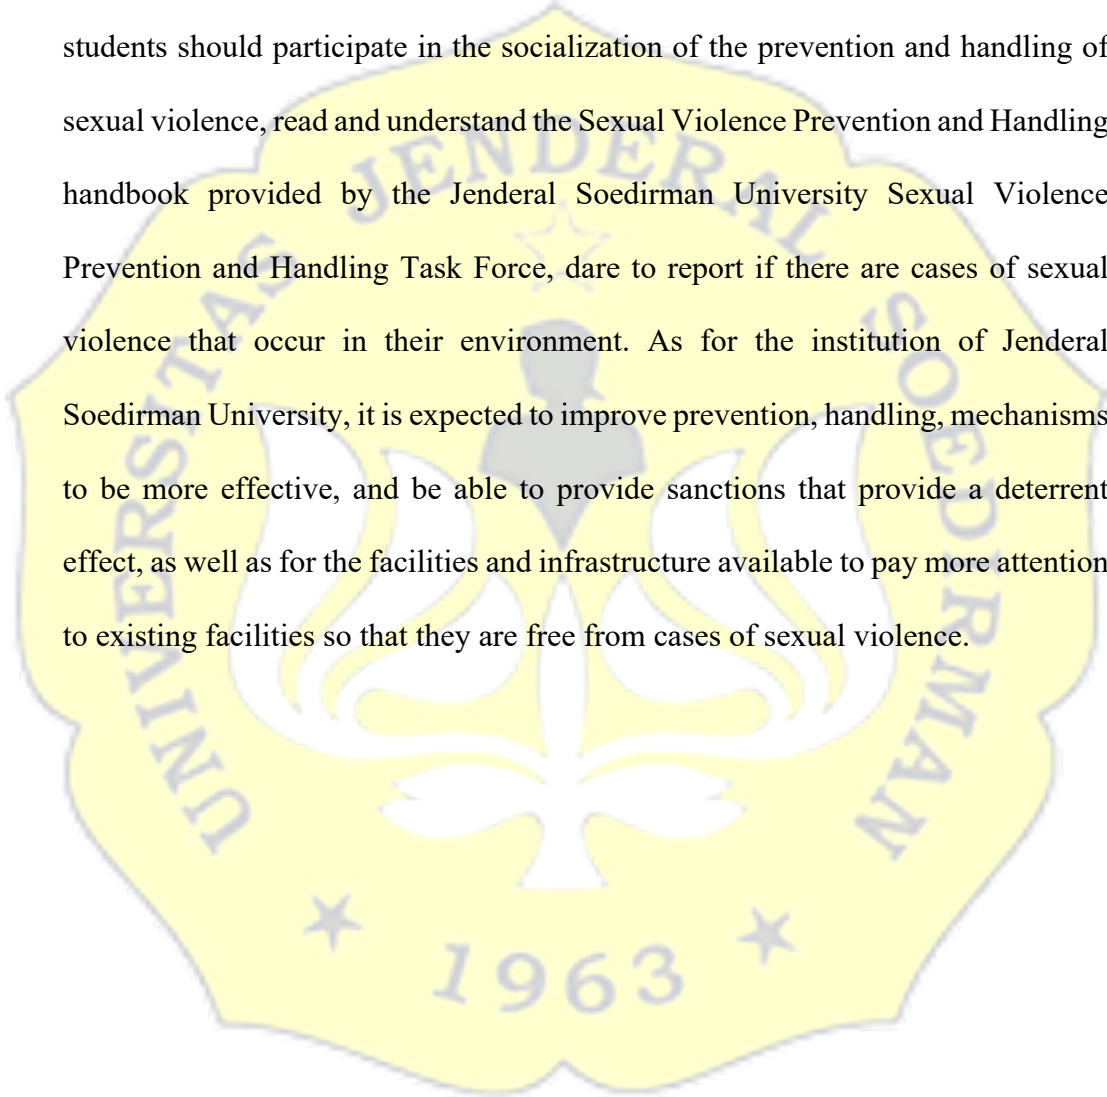 students should participate in the socialization of the prevention and handling of
sexual violence, read and understand the Sexual Violence Prevention and Handling
handbook provided by the Jenderal Soedirman University Sexual Violence
Prevention and Handling Task Force, dare to report if there are cases of sexual
violence that occur in their environment. As for the institution of Jenderal
Soedirman University, it is expected to improve prevention, handling, mechanisms
to be more effective, and be able to provide sanctions that provide a deterrent
effect, as well as for the facilities and infrastructure available to pay more attention
to existing facilities so that they are free from cases of sexual violence.
UNIVERSITAS JENDERAL SOEDIRMAN
1963